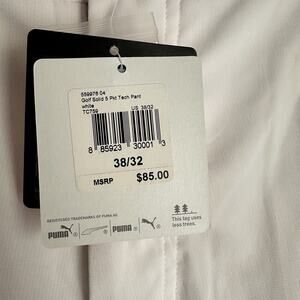 559976 04
Golf Solid 5 Pkt Tech Pant
white
TC759 US 38/32
8 85923 30001 3
38/32
MSRP $85.00
REGISTERED TRADEMARKS OF PUMA AG
PUMA ® ® PUMA ® ®
This tag uses
less trees.